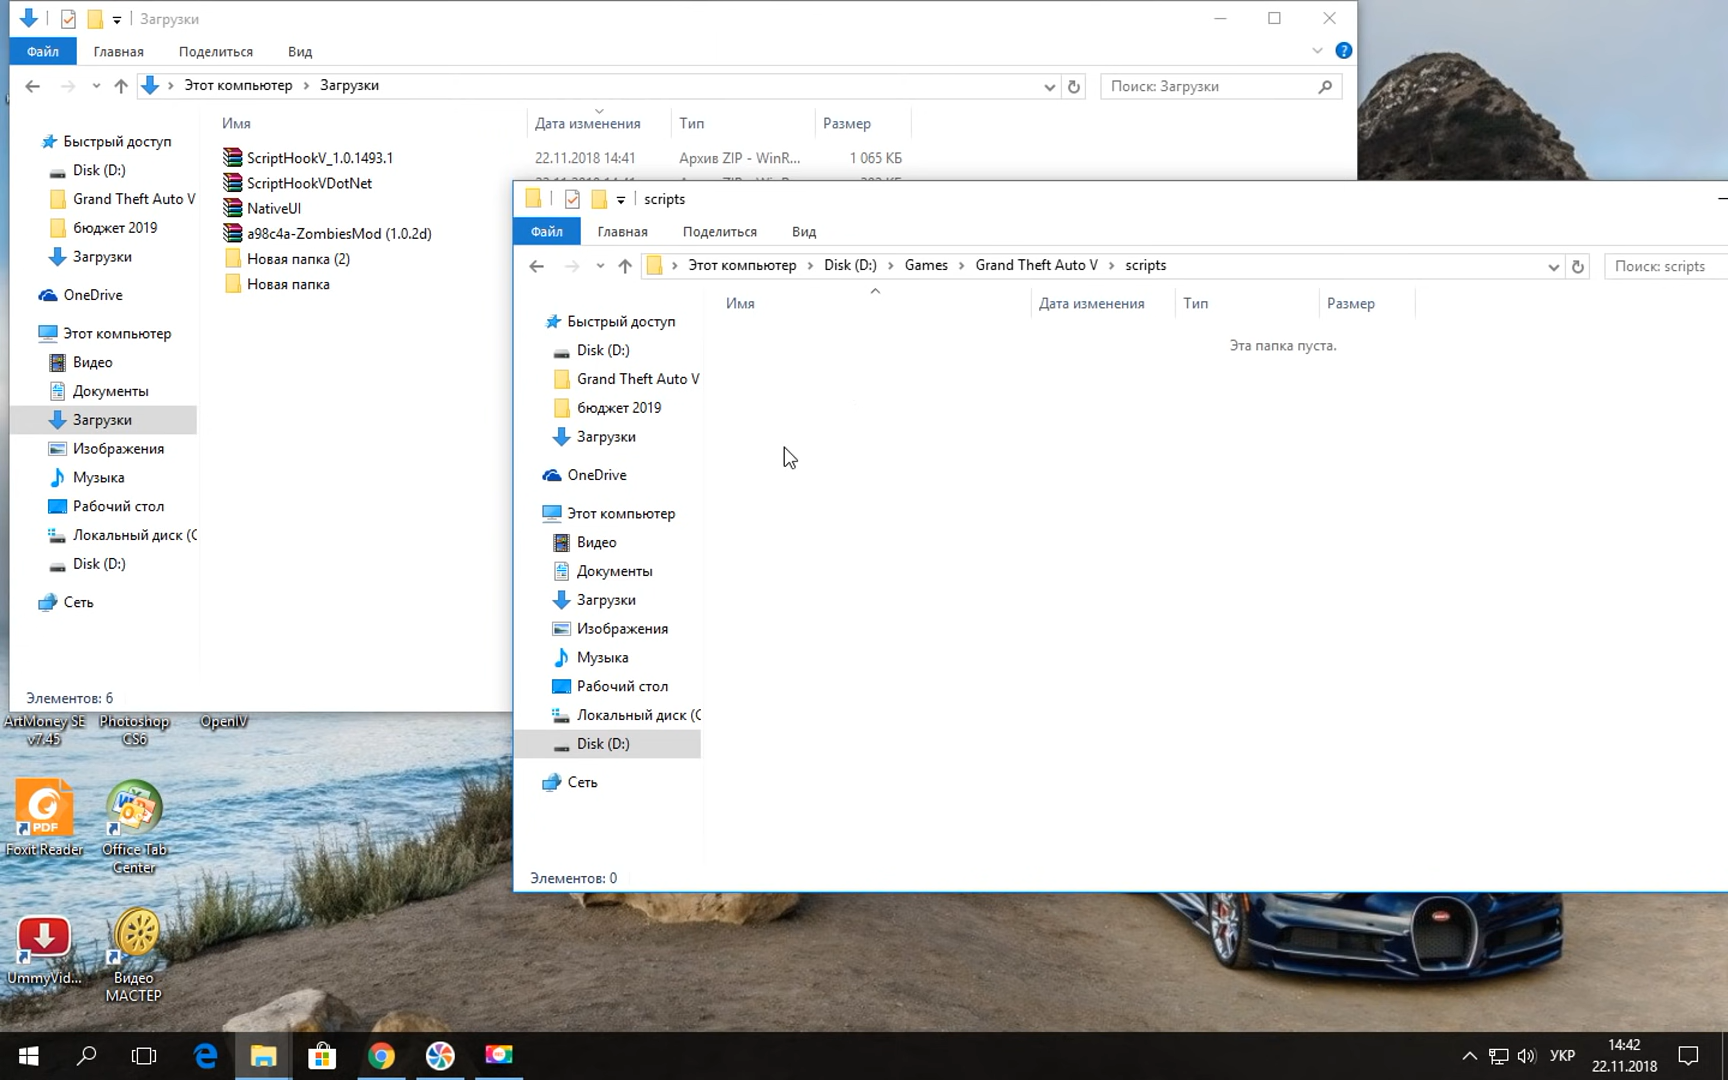 Загрузки
Файл
Главная
Поделиться
Вид
Этот компьютер
Загрузки
Поиск: Загрузки
Имя
Дата изменения
Тип
Размер
ScriptHookV_1.0.1493.1
22.11.2018 14:41
Архив ZIP - WinR...
1 065 КБ
ScriptHookVDotNet
NativeUI
a98c4a-ZombiesMod (1.0.2d)
Новая папка (2)
Новая папка
Быстрый доступ
Disk (D:)
Grand Theft Auto V
бюджет 2019
Загрузки
OneDrive
Этот компьютер
Видео
Документы
Загрузки
Изображения
Музыка
Рабочий стол
Локальный диск (C
Disk (D:)
Сеть
Элементов: 6
scripts
Файл
Главная
Поделиться
Вид
Этот компьютер
Disk (D:)
Games
Grand Theft Auto V
scripts
Поиск: scripts
Имя
Дата изменения
Тип
Размер
Эта папка пуста.
Быстрый доступ
Disk (D:)
Grand Theft Auto V
бюджет 2019
Загрузки
OneDrive
Этот компьютер
Видео
Документы
Загрузки
Изображения
Музыка
Рабочий стол
Локальный диск (C
Disk (D:)
Сеть
Элементов: 0
ArtMoney SE
v7.45
Photoshop
CS6
OpenIV
PDF
Foxit Reader
Office Tab
Center
UmmyVid...
Видео
МАСТЕР
УКР
14:42
22.11.2018